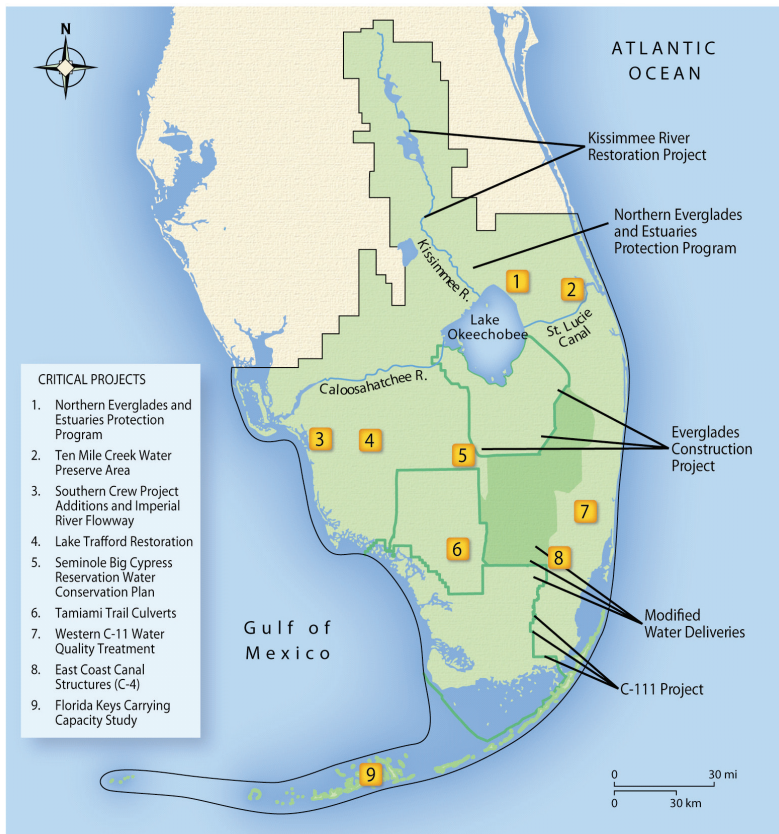 N
ATLANTIC
OCEAN
Kissimmee River
Restoration Project
Northern Everglades
and Estuaries
Protection Program
Kissimmee R.
1
2
Lake
Okeechobee
St. Lucie
Canal
Caloosahatchee R.
CRITICAL PROJECTS
1. Northern Everglades and
Estuaries Protection
Program
2. Ten Mile Creek Water
Preserve Area
3. Southern Crew Project
Additions and Imperial
River Flowway
4. Lake Trafford Restoration
5. Seminole Big Cypress
Reservation Water
Conservation Plan
6. Tamiami Trail Culverts
7. Western C-11 Water
Quality Treatment
8. East Coast Canal
Structures (C-4)
9. Florida Keys Carrying
Capacity Study
3
4
5
Everglades
Construction
Project
7
6
8
Gulf of
Mexico
Modified
Water Deliveries
C-111 Project
9
0 30 mi
0 30 km